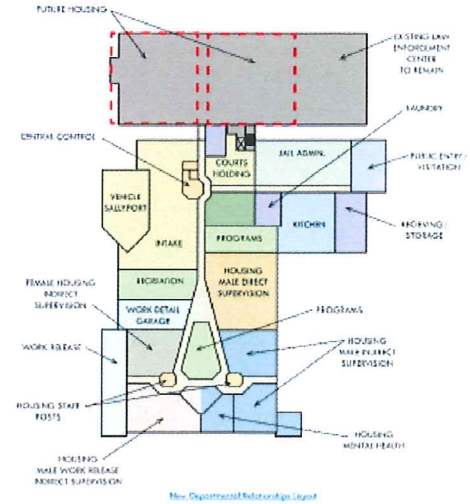 FUTURE HOUSING
EXISTING LAW
ENFORCEMENT
CENTER
TO REMAIN
LAUNDRY
CENTRAL CONTROL
COURTS
HOLDING
JAIL ADMIN.
PUBLIC ENTRY /
VISITATION
VEHICLE
SALLYPORT
INTAKE
PROGRAMS
KITCHEN
RECEIVING /
STORAGE
FEMALE HOUSING
INDIRECT
SUPERVISION
RECREATION
HOUSING
MALE DIRECT
SUPERVISION
WORK DETAIL
GARAGE
PROGRAMS
WORK RELEASE
HOUSING
MALE INDIRECT
SUPERVISION
HOUSING STAFF
POSTS
HOUSING
MENTAL HEALTH
HOUSING
MALE WORK RELEASE
INDIRECT SUPERVISION
New Departmental Relationships Layout